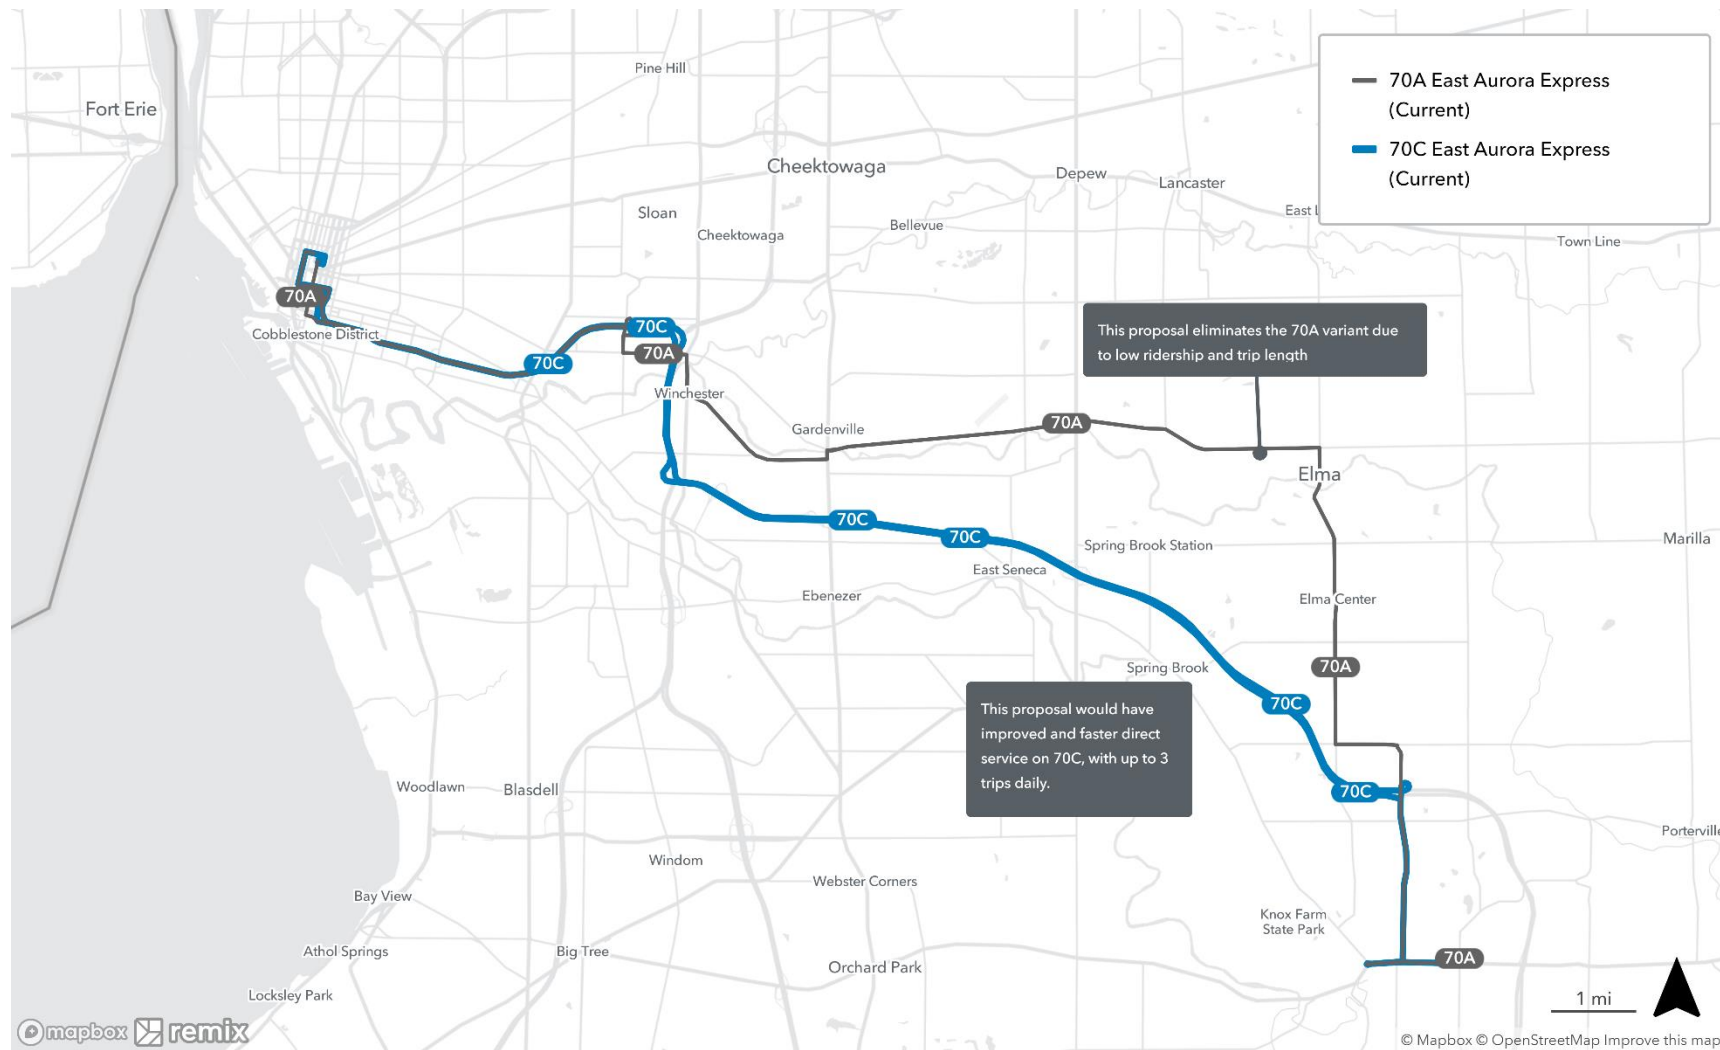 Pine Hill
70A East Aurora Express
(Current)
70C East Aurora Express
(Current)
Fort Erie
Cheektowaga
Depew
Lancaster
East L
Sloan
Cheektowaga
Bellevue
Town Line
70A
Cobblestone District
70C
70A
70C
Winchester
This proposal eliminates the 70A variant due
to low ridership and trip length
Gardenville
70A
Elma
70C
70C
Spring Brook Station
Marilla
East Seneca
Ebenezer
Elma Center
Spring Brook
70A
70C
This proposal would have
improved and faster direct
service on 70C, with up to 3
trips daily.
Woodlawn
Blasdell
70C
Porterville
Windom
Webster Corners
Bay View
Knox Farm
State Park
Athol Springs
Big Tree
Orchard Park
70A
Locksley Park
1 mi
mapbox
remix
© Mapbox © OpenStreetMap Improve this map